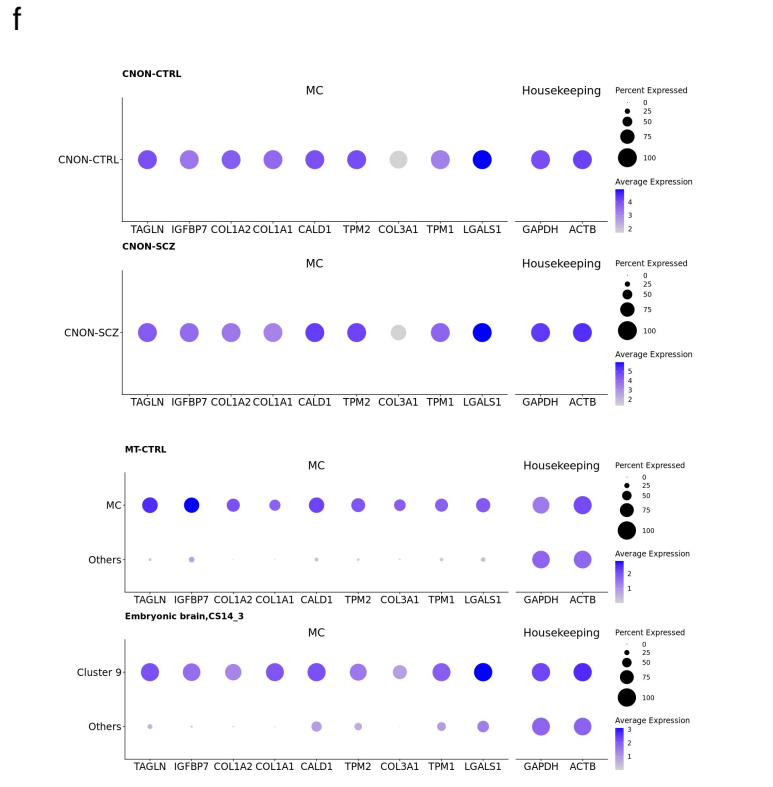 f
CNON-CTRL
MC Housekeeping
Percent Expressed
0
25
50
75
100
CNON-CTRL
Average Expression
4
3
2
TAGLN IGFBP7 COL1A2 COL1A1 CALD1 TPM2 COL3A1 TPM1 LGALS1 GAPDH ACTB
CNON-SCZ
MC Housekeeping
Percent Expressed
0
25
50
75
100
CNON-SCZ
Average Expression
5
4
3
2
TAGLN IGFBP7 COL1A2 COL1A1 CALD1 TPM2 COL3A1 TPM1 LGALS1 GAPDH ACTB
MT-CTRL
MC Housekeeping
Percent Expressed
0
25
50
75
100
MC
Others
Average Expression
2
1
TAGLN IGFBP7 COL1A2 COL1A1 CALD1 TPM2 COL3A1 TPM1 LGALS1 GAPDH ACTB
Embryonic brain,CS14_3
MC Housekeeping
Percent Expressed
0
25
50
75
100
Cluster 9
Others
Average Expression
3
2
1
TAGLN IGFBP7 COL1A2 COL1A1 CALD1 TPM2 COL3A1 TPM1 LGALS1 GAPDH ACTB